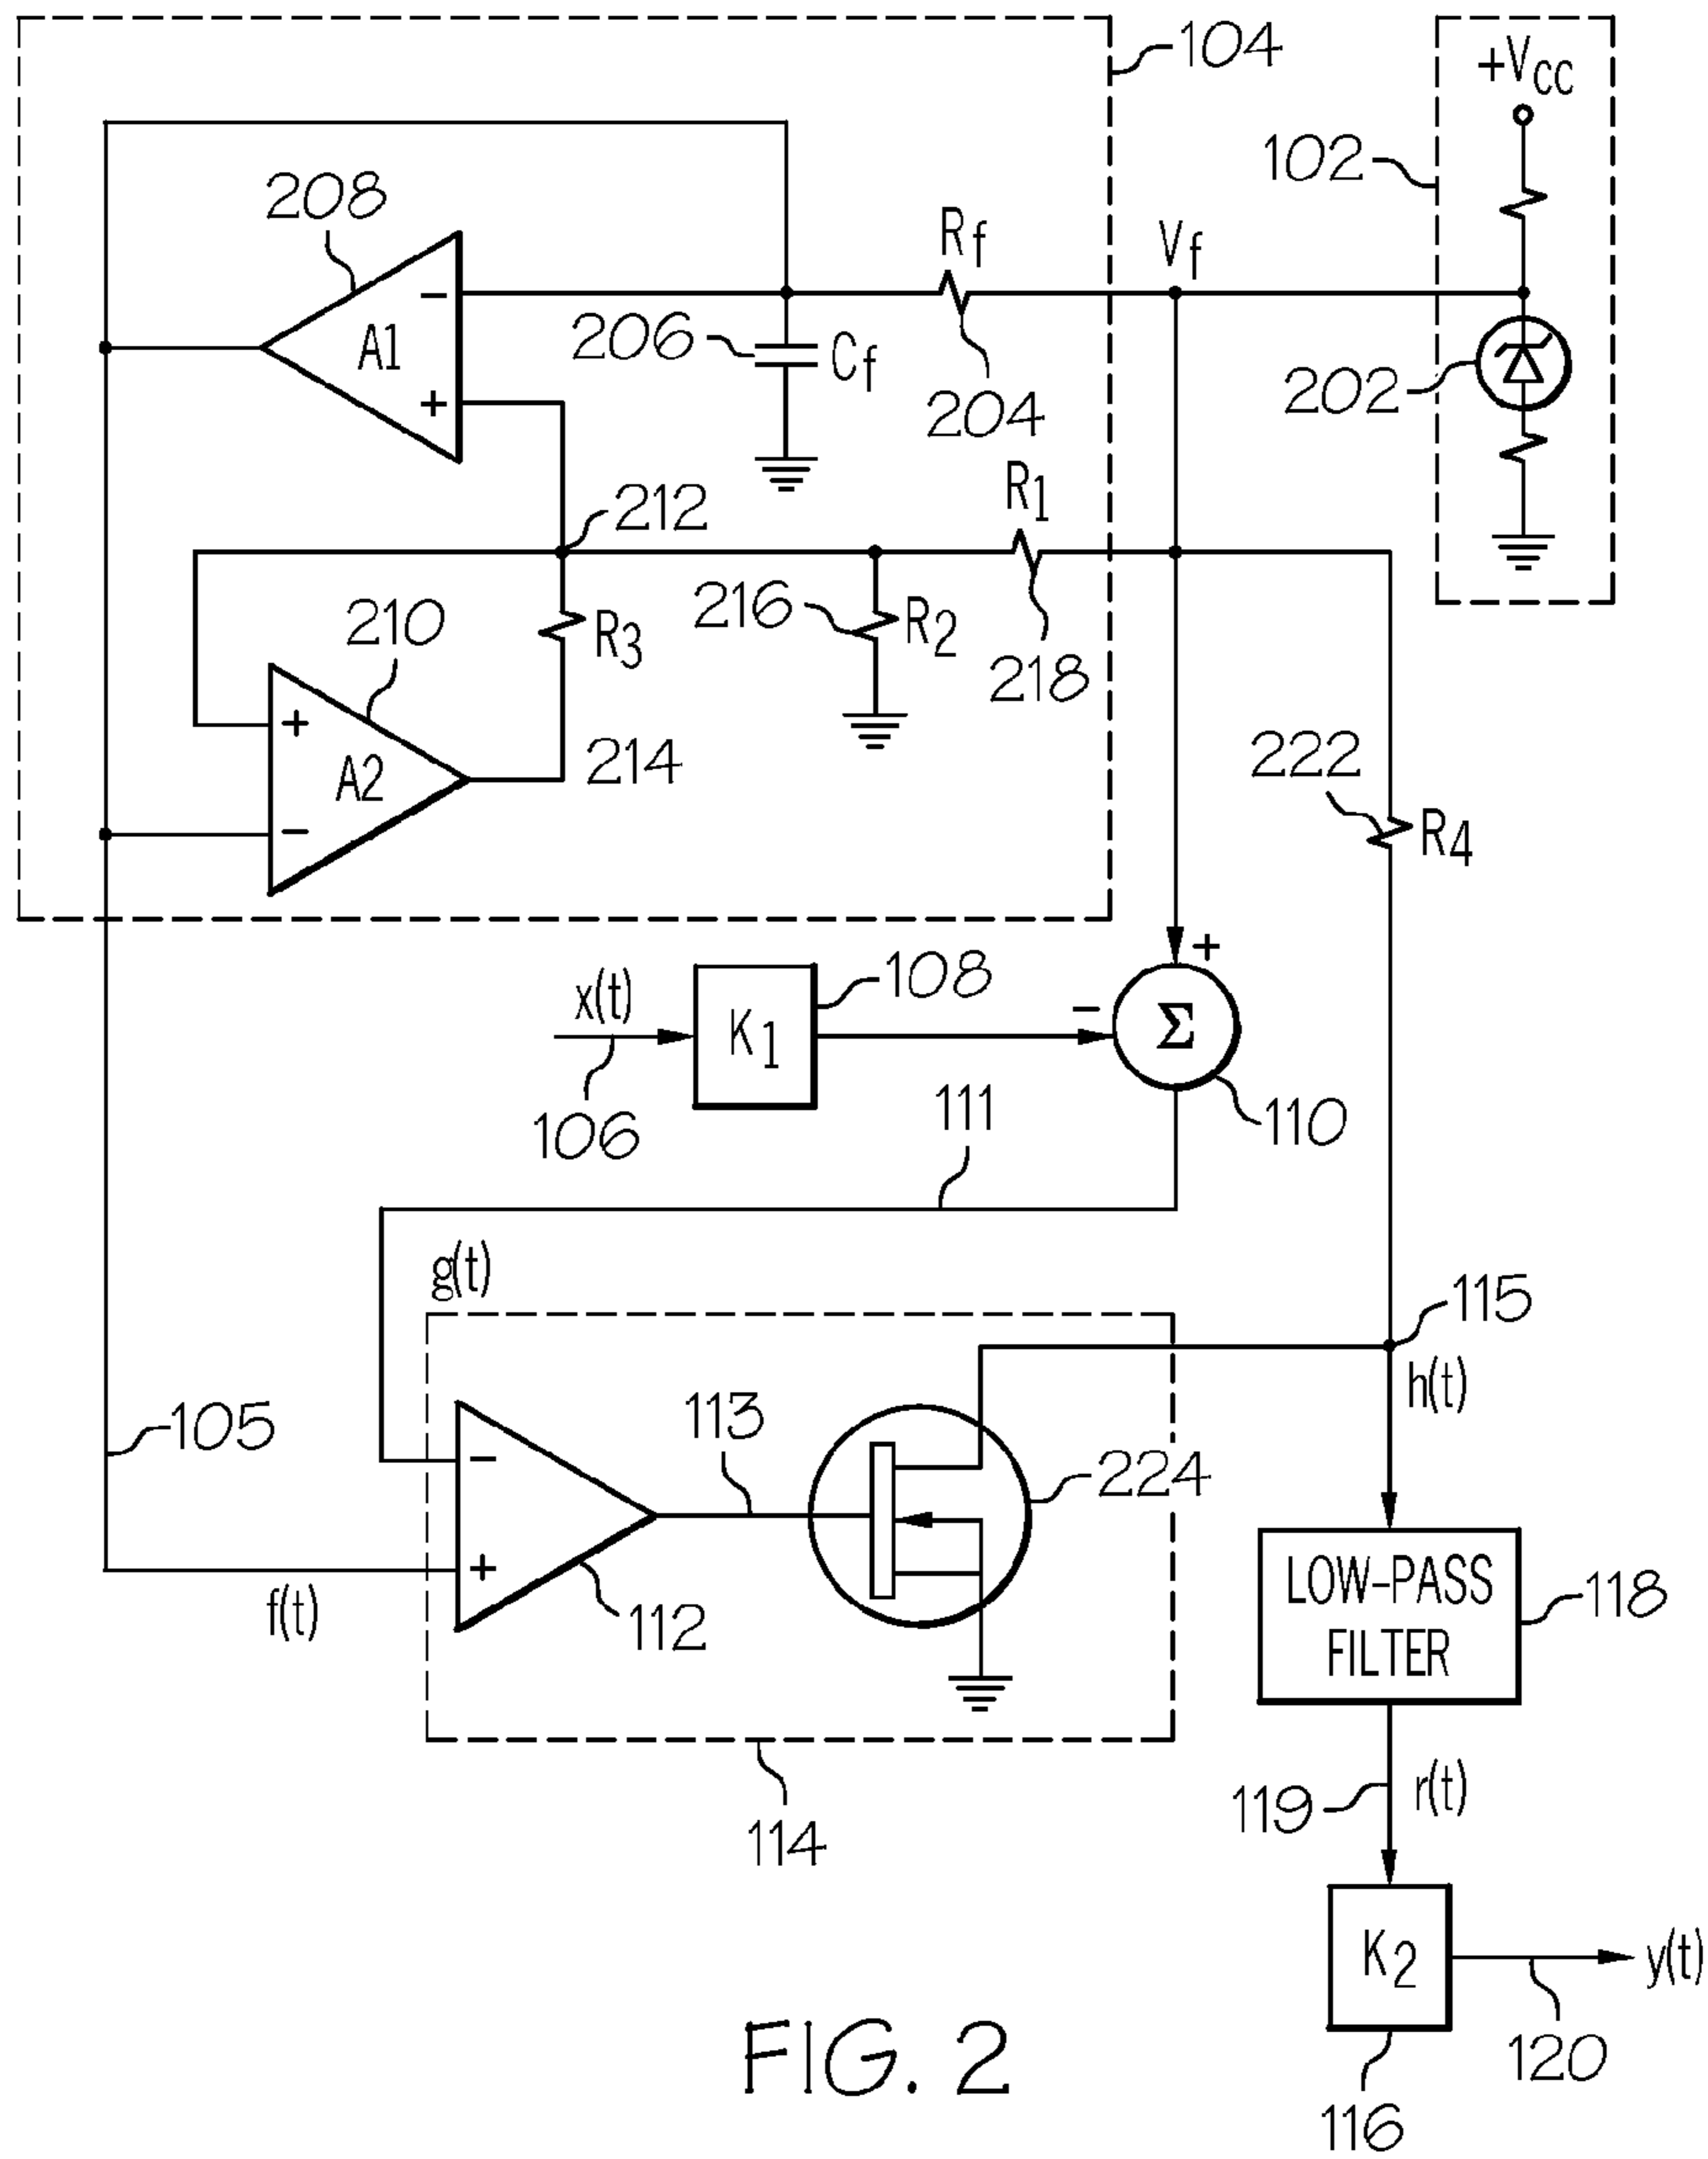 104
+VCC
102
208
Rf
Vf
A1
−
+
206
Cf
204
202
212
R1
210
R3
216
R2
218
+
A2
−
214
222
R4
x(t)
K1
108
−
+
Σ
106
111
110
g(t)
115
h(t)
105
−
+
113
224
f(t)
112
LOW-PASS
FILTER
118
114
119
r(t)
K2
y(t)
120
116
FIG. 2